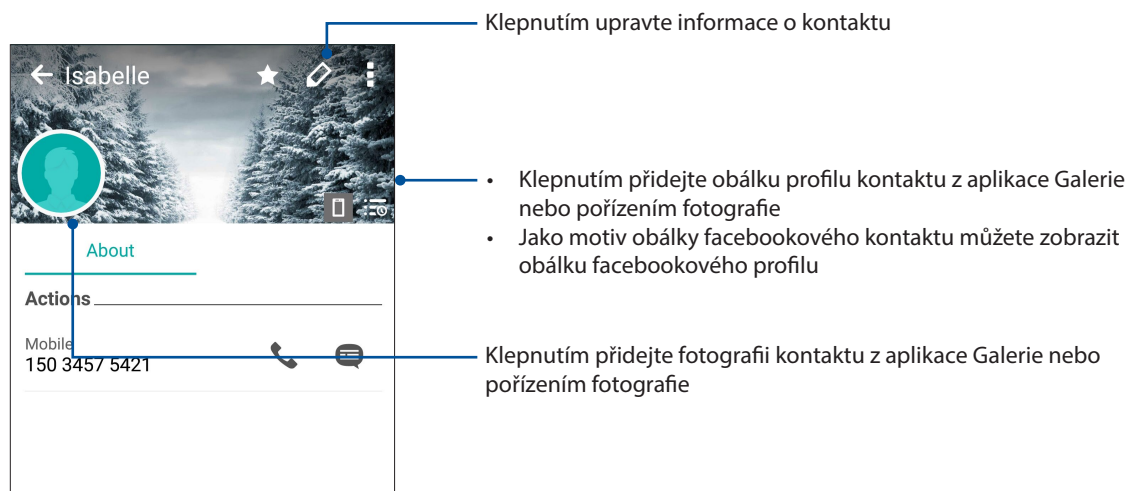 Klepnutím upravte informace o kontaktu
Isabelle
• Klepnutím přidejte obálku profilu kontaktu z aplikace Galerie
nebo pořízením fotografie
• Jako motiv obálky facebookového kontaktu můžete zobrazit
obálku facebookového profilu
About
Actions
Mobile
150 3457 5421
Klepnutím přidejte fotografii kontaktu z aplikace Galerie nebo
pořízením fotografie